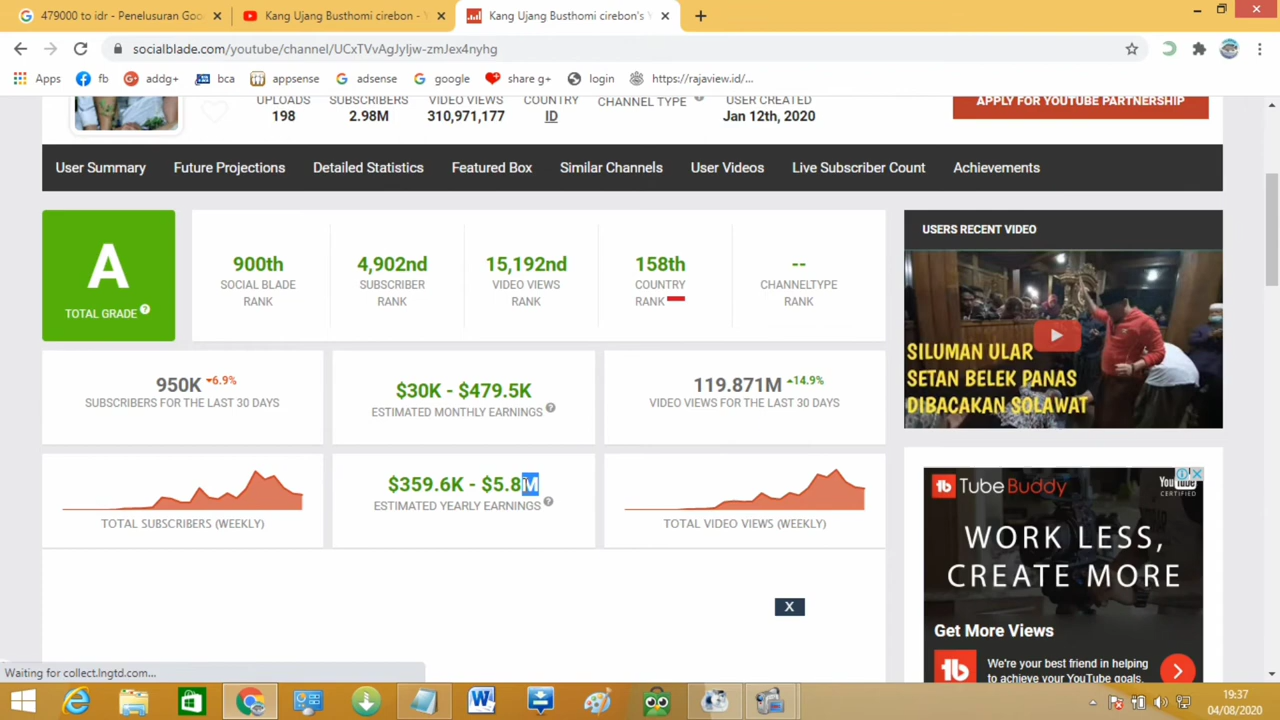 479000 to idr - Penelusuran Goo
Kang Ujang Busthomi cirebon -
Kang Ujang Busthomi cirebon's Y
socialblade.com/youtube/channel/UCxTVvAgJyljw-zmJex4nyhg
Apps
fb
addg+
bca
appsense
adsense
google
share g+
login
https://rajaview.id/...
UPLOADS
198
SUBSCRIBERS
2.98M
VIDEO VIEWS
310,971,177
COUNTRY
ID
CHANNEL TYPE
USER CREATED
Jan 12th, 2020
APPLY FOR YOUTUBE PARTNERSHIP
User Summary
Future Projections
Detailed Statistics
Featured Box
Similar Channels
User Videos
Live Subscriber Count
Achievements
A
TOTAL GRADE
900th
SOCIAL BLADE
RANK
4,902nd
SUBSCRIBER
RANK
15,192nd
VIDEO VIEWS
RANK
158th
COUNTRY
RANK
--
CHANNELTYPE
RANK
950K 6.9%
SUBSCRIBERS FOR THE LAST 30 DAYS
$30K - $479.5K
ESTIMATED MONTHLY EARNINGS
119.871M 14.9%
VIDEO VIEWS FOR THE LAST 30 DAYS
TOTAL SUBSCRIBERS (WEEKLY)
$359.6K - $5.8M
ESTIMATED YEARLY EARNINGS
TOTAL VIDEO VIEWS (WEEKLY)
USERS RECENT VIDEO
SILUMAN ULAR
SETAN BELEK PANAS
DIBACAKAN SOLAWAT
TubeBuddy
YouTube
CERTIFIED
WORK LESS,
CREATE MORE
Get More Views
We're your best friend in helping
to achieve your YouTube goals.
X
Waiting for collect.lngtd.com...
19:37
04/08/2020